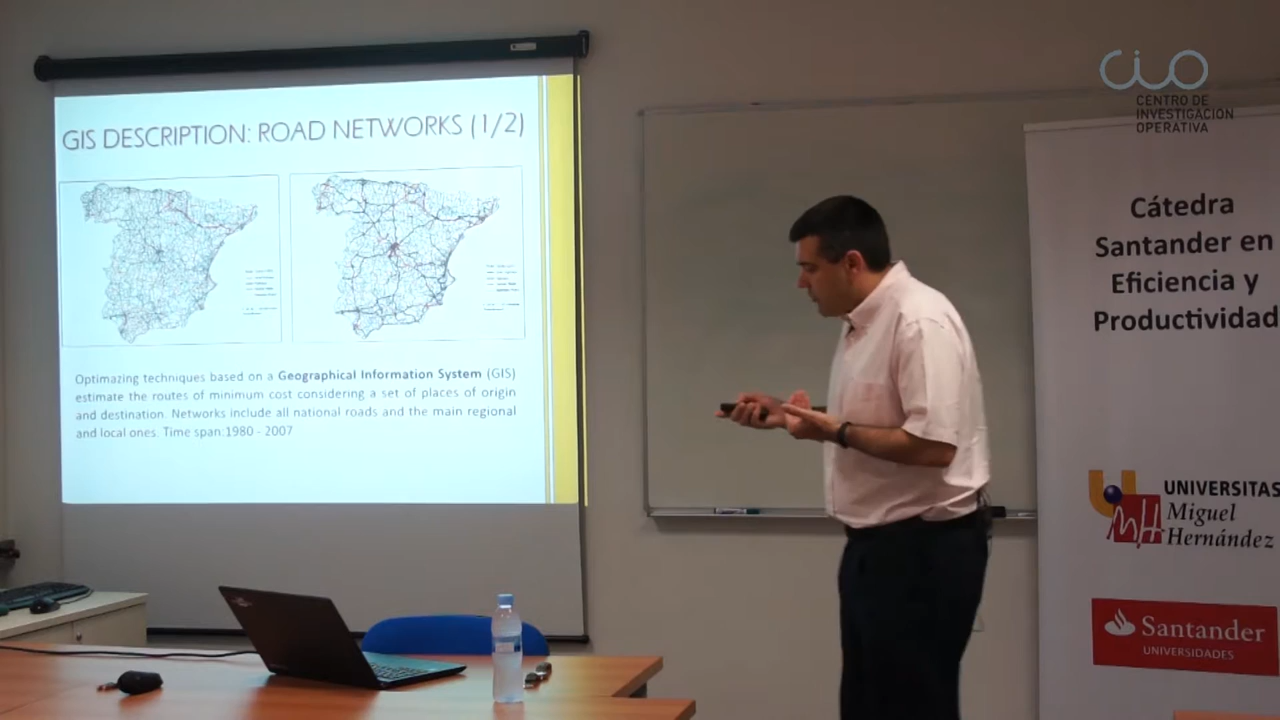 GIS DESCRIPTION: ROAD NETWORKS (1/2)
Optimazing techniques based on a Geographical Information System (GIS)
estimate the routes of minimum cost considering a set of places of origin
and destination. Networks include all national roads and the main regional
and local ones. Time span:1980 - 2007
CIO
CENTRO DE
INVESTIGACIÓN
OPERATIVA
Cátedra
Santander en
Eficiencia y
Productividad
UNIVERSITAS
Miguel
Hernández
Santander
UNIVERSIDADES